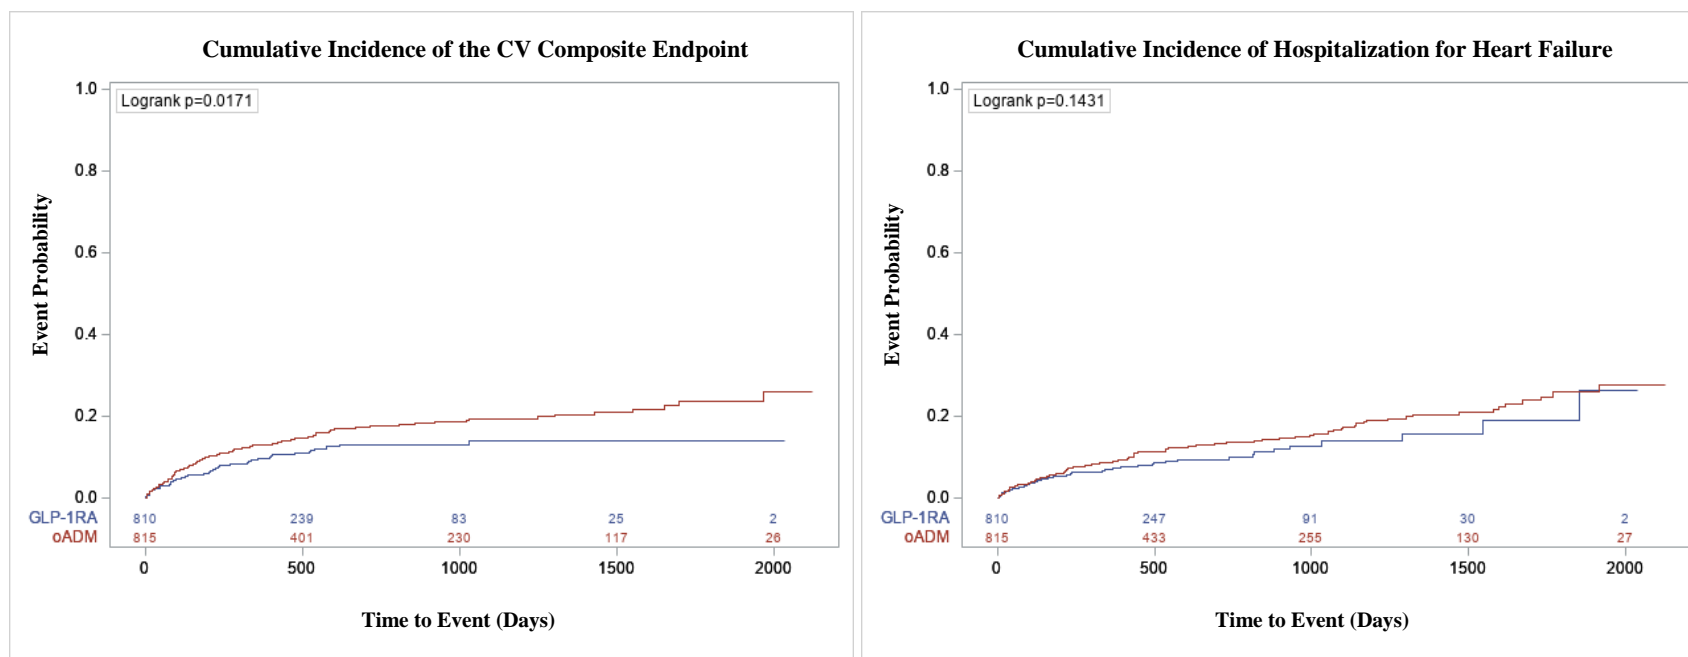 Cumulative Incidence of the CV Composite Endpoint
Logrank p=0.0171
Event Probability
1.0
0.8
0.6
0.4
0.2
0.0
GLP-1RA 810 239 83 25 2
oADM 815 401 230 117 26
0 500 1000 1500 2000
Time to Event (Days)
Cumulative Incidence of Hospitalization for Heart Failure
Logrank p=0.1431
Event Probability
1.0
0.8
0.6
0.4
0.2
0.0
GLP-1RA 810 247 91 30 2
oADM 815 433 255 130 27
0 500 1000 1500 2000
Time to Event (Days)